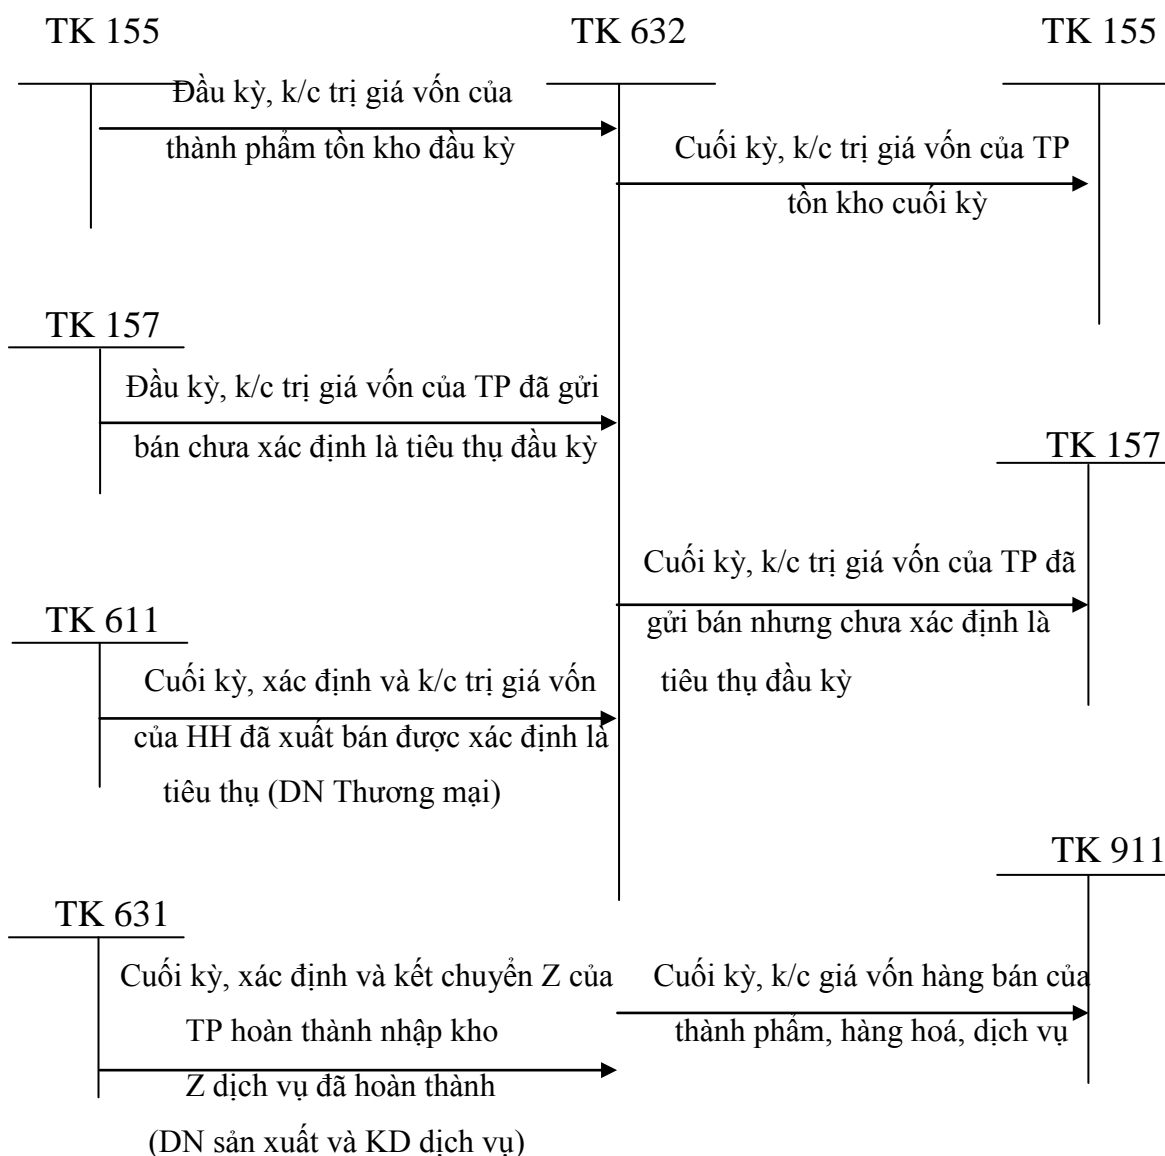 TK 155
TK 632
TK 155
Đầu kỳ, k/c trị giá vốn của
thành phẩm tồn kho đầu kỳ
Cuối kỳ, k/c trị giá vốn của TP
tồn kho cuối kỳ
TK 157
Đầu kỳ, k/c trị giá vốn của TP đã gửi
bán chưa xác định là tiêu thụ đầu kỳ
TK 157
Cuối kỳ, k/c trị giá vốn của TP đã
gửi bán nhưng chưa xác định là
tiêu thụ đầu kỳ
TK 611
Cuối kỳ, xác định và k/c trị giá vốn
của HH đã xuất bán được xác định là
tiêu thụ (DN Thương mại)
TK 911
TK 631
Cuối kỳ, xác định và kết chuyển Z của
TP hoàn thành nhập kho
Z dịch vụ đã hoàn thành
(DN sản xuất và KD dịch vụ)
Cuối kỳ, k/c giá vốn hàng bán của
thành phẩm, hàng hoá, dịch vụ